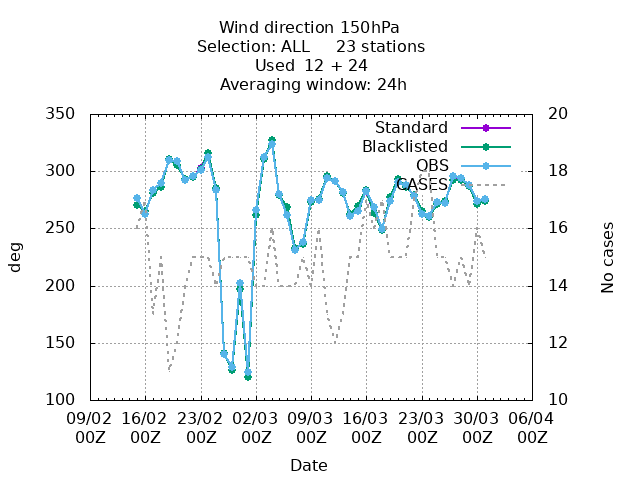 Wind direction 150hPa
Selection: ALL 23 stations
Used 12 + 24
Averaging window: 24h
350 20
Standard
Blacklisted
300 OBS 18
CASES
250 16
deg
No cases
200 14
150 12
100 10
09/02 16/02 23/02 02/03 09/03 16/03 23/03 30/03 06/04
00Z 00Z 00Z 00Z 00Z 00Z 00Z 00Z 00Z
Date